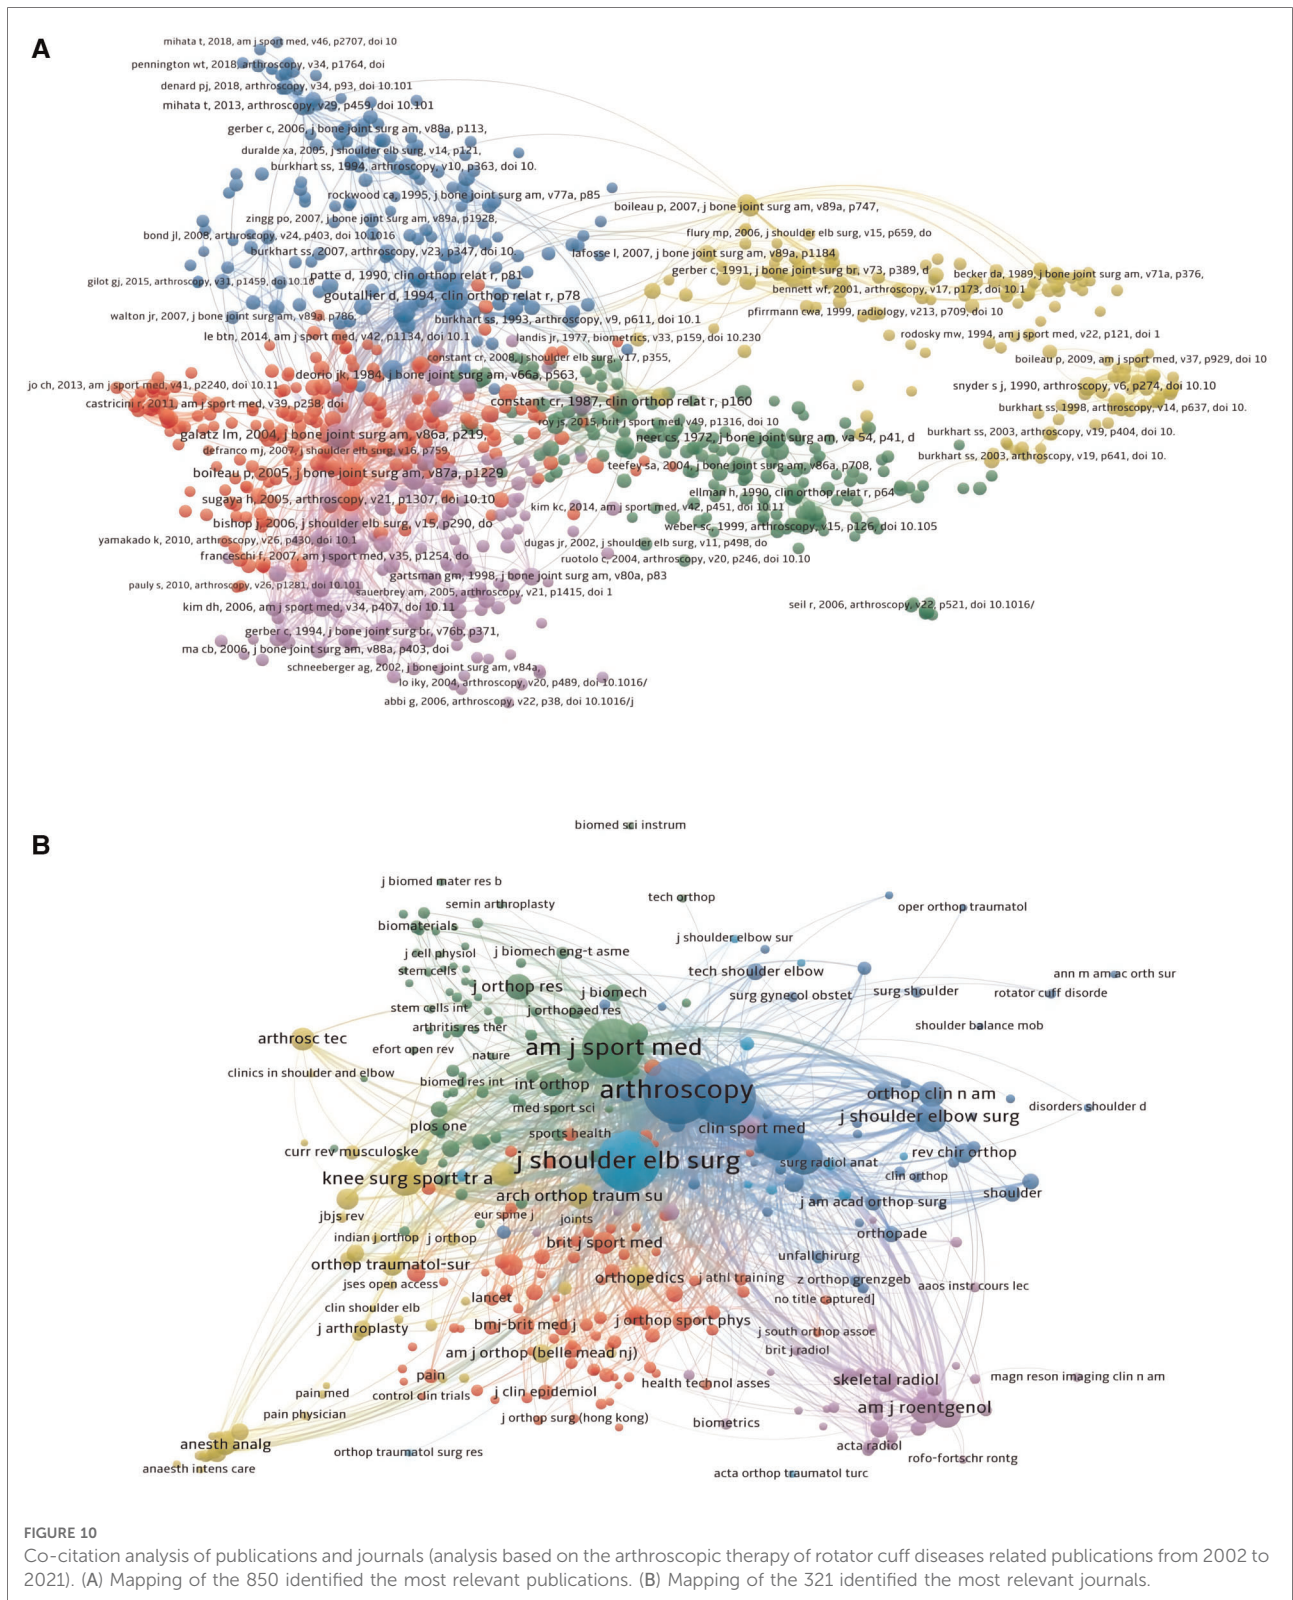 A
mihata t, 2018, am j sport med, v46, p2707, doi 10
pennington wt, 2018, arthroscopy, v34, p1764, doi
denard pj, 2018, arthroscopy, v34, p93, doi 10.101
mihata t, 2013, arthroscopy, v29, p459, doi 10.101
gerber c, 2006, j bone joint surg am, v88a, p113,
duralde xa, 2005, j shoulder elb surg, v14, p121,
burkhart ss, 1994, arthroscopy, v10, p363, doi 10.
rockwood ca, 1995, j bone joint surg am, v77a, p85
boileau p, 2007, j bone joint surg am, v89a, p747,
zingg po, 2007, j bone joint surg am, v89a, p1928,
flury mp, 2006, j shoulder elb surg, v15, p659, do
bond jl, 2008, arthroscopy, v24, p403, doi 10.1016
burkhart ss, 2007, arthroscopy, v23, p347, doi 10.
lafosse l, 2007, j bone joint surg am, v89a, p1184
gerber c, 1991, j bone joint surg br, v73, p389, d
becker da, 1989, j bone joint surg am, v71a, p376,
patte d, 1990, clin orthop relat r, p81
gilot gj, 2015, arthroscopy, v31, p1459, doi 10.10
bennett wf, 2001, arthroscopy, v17, p173, doi 10.1
goutallier d, 1994, clin orthop relat r, p78
pfirrmann cwa, 1999, radiology, v213, p709, doi 10
walton jr, 2007, j bone joint surg am, v89a, p786,
burkhart ss, 1993, arthroscopy, v9, p611, doi 10.1
le btn, 2014, am j sport med, v42, p1134, doi 10.1
landis jr, 1977, biometrics, v33, p159, doi 10.230
rodosky mw, 1994, am j sport med, v22, p121, doi 1
constant cr, 2008, j shoulder elb surg, v17, p355,
boileau p, 2009, am j sport med, v37, p929, doi 10
deorio jk, 1984, j bone joint surg am, v66a, p563,
jo ch, 2013, am j sport med, v41, p2240, doi 10.11
snyder s j, 1990, arthroscopy, v6, p274, doi 10.10
castricini r, 2011, am j sport med, v39, p258, doi
constant cr, 1987, clin orthop relat r, p160
burkhart ss, 1998, arthroscopy, v14, p637, doi 10.
roy js, 2015, brit j sport med, v49, p1316, doi 10
galatz lm, 2004, j bone joint surg am, v86a, p219,
neer cs, 1972, j bone joint surg am, va 54, p41, d
burkhart ss, 2003, arthroscopy, v19, p404, doi 10.
defranco mj, 2007, j shoulder elb surg, v16, p759,
burkhart ss, 2003, arthroscopy, v19, p641, doi 10.
teefey sa, 2004, j bone joint surg am, v86a, p708,
boileau p, 2005, j bone joint surg am, v87a, p1229
ellman h, 1990, clin orthop relat r, p64
sugaya h, 2005, arthroscopy, v21, p1307, doi 10.10
kim kc, 2014, am j sport med, v42, p451, doi 10.11
bishop j, 2006, j shoulder elb surg, v15, p290, do
weber sc, 1999, arthroscopy, v15, p126, doi 10.105
yamakado k, 2010, arthroscopy, v26, p430, doi 10.1
dugas jr, 2002, j shoulder elb surg, v11, p498, do
franceschi f, 2007, am j sport med, v35, p1254, do
ruotolo c, 2004, arthroscopy, v20, p246, doi 10.10
gartsman gm, 1998, j bone joint surg am, v80a, p83
pauly s, 2010, arthroscopy, v26, p1281, doi 10.101
sauerbrey am, 2005, arthroscopy, v21, p1415, doi 1
kim dh, 2006, am j sport med, v34, p407, doi 10.11
seil r, 2006, arthroscopy, v22, p521, doi 10.1016/
gerber c, 1994, j bone joint surg br, v76b, p371,
ma cb, 2006, j bone joint surg am, v88a, p403, doi
schneeberger ag, 2002, j bone joint surg am, v84a,
lo iky, 2004, arthroscopy, v20, p489, doi 10.1016/
abbi g, 2006, arthroscopy, v22, p38, doi 10.1016/j
B
biomed sci instrum
j biomed mater res b
semin arthroplasty
tech orthop
oper orthop traumatol
biomaterials
j shoulder elbow sur
j cell physiol
j biomech eng-t asme
stem cells
tech shoulder elbow
ann m am ac orth sur
j orthop res
j biomech
surg gynecol obstet
surg shoulder
rotator cuff disorde
stem cells int
j orthopaed res
arthritis res ther
shoulder balance mob
arthrosc tec
efort open rev
nature
am j sport med
clinics in shoulder and elbow
biomed res int
int orthop
arthroscopy
orthop clin n am
med sport sci
disorders shoulder d
j shoulder elbow surg
plos one
sports health
clin sport med
curr rev musculoske
j shoulder elb surg
surg radiol anat
rev chir orthop
knee surg sport tr a
clin orthop
arch orthop traum su
j am acad orthop surg
shoulder
jbjs rev
eur spine j
joints
indian j orthop
j orthop
brit j sport med
orthopade
unfallchirurg
orthop traumatol-sur
orthopedics
j athl training
z orthop grenzgeb
jses open access
aaos instr cours lec
lancet
no title captured]
clin shoulder elb
j arthroplasty
bmj-brit med j
j orthop sport phys
j south orthop assoc
am j orthop (belle mead nj)
brit j radiol
pain
skeletal radiol
magn reson imaging clin n am
pain med
control clin trials
j clin epidemiol
health technol asses
am j roentgenol
pain physician
j orthop surg (hong kong)
biometrics
anesth analg
orthop traumatol surg res
acta radiol
rofo-fortschr rontg
anaesth intens care
acta orthop traumatol turc
FIGURE 10
Co-citation analysis of publications and journals (analysis based on the arthroscopic therapy of rotator cuff diseases related publications from 2002 to
2021). (A) Mapping of the 850 identified the most relevant publications. (B) Mapping of the 321 identified the most relevant journals.